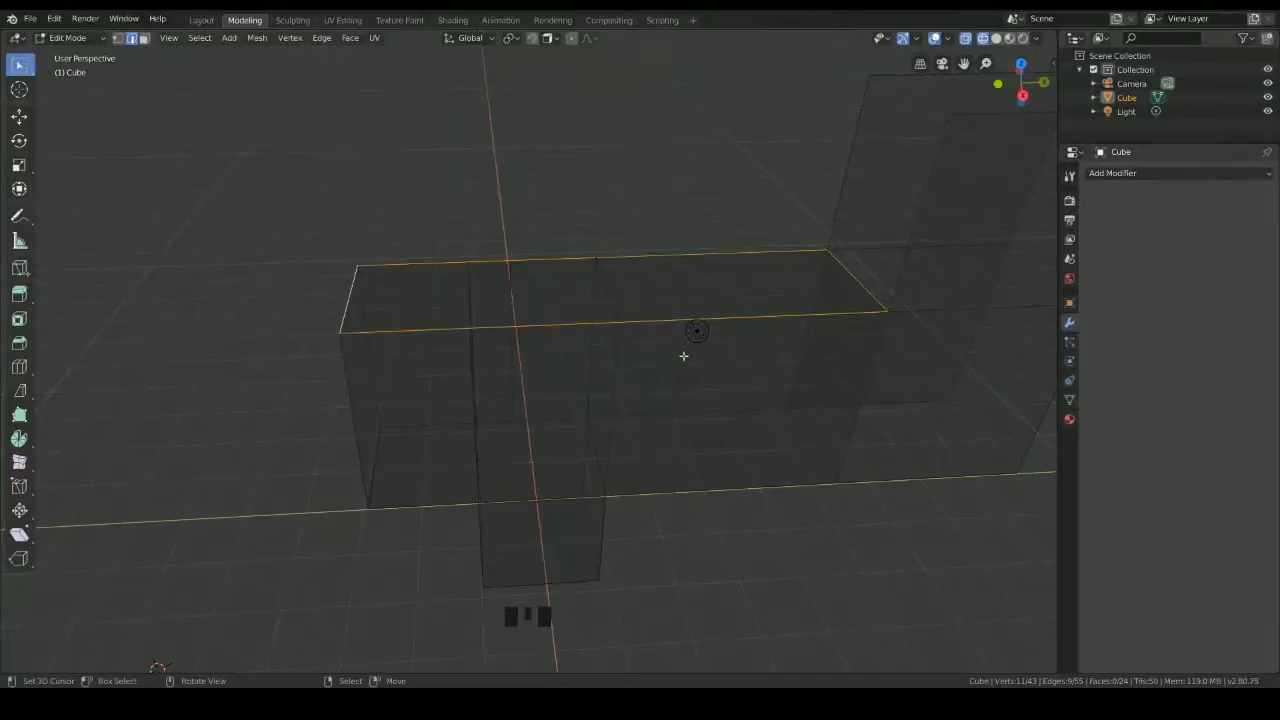 File Edit Render Window Help Layout Modeling Sculpting UV Editing Texture Paint Shading Animation Rendering Compositing Scripting + Scene View Layer
Edit Mode View Select Add Mesh Vertex Edge Face UV Global
User Perspective
(1) Cube
Scene Collection
Collection
Camera
Cube
Light
Cube
Add Modifier
Set 3D Cursor Box Select Rotate View Select Move Cube | Verts:11/43 | Edges:9/55 | Faces:0/24 | Tris:50 | Mem: 119.0 MB | v2.80.75